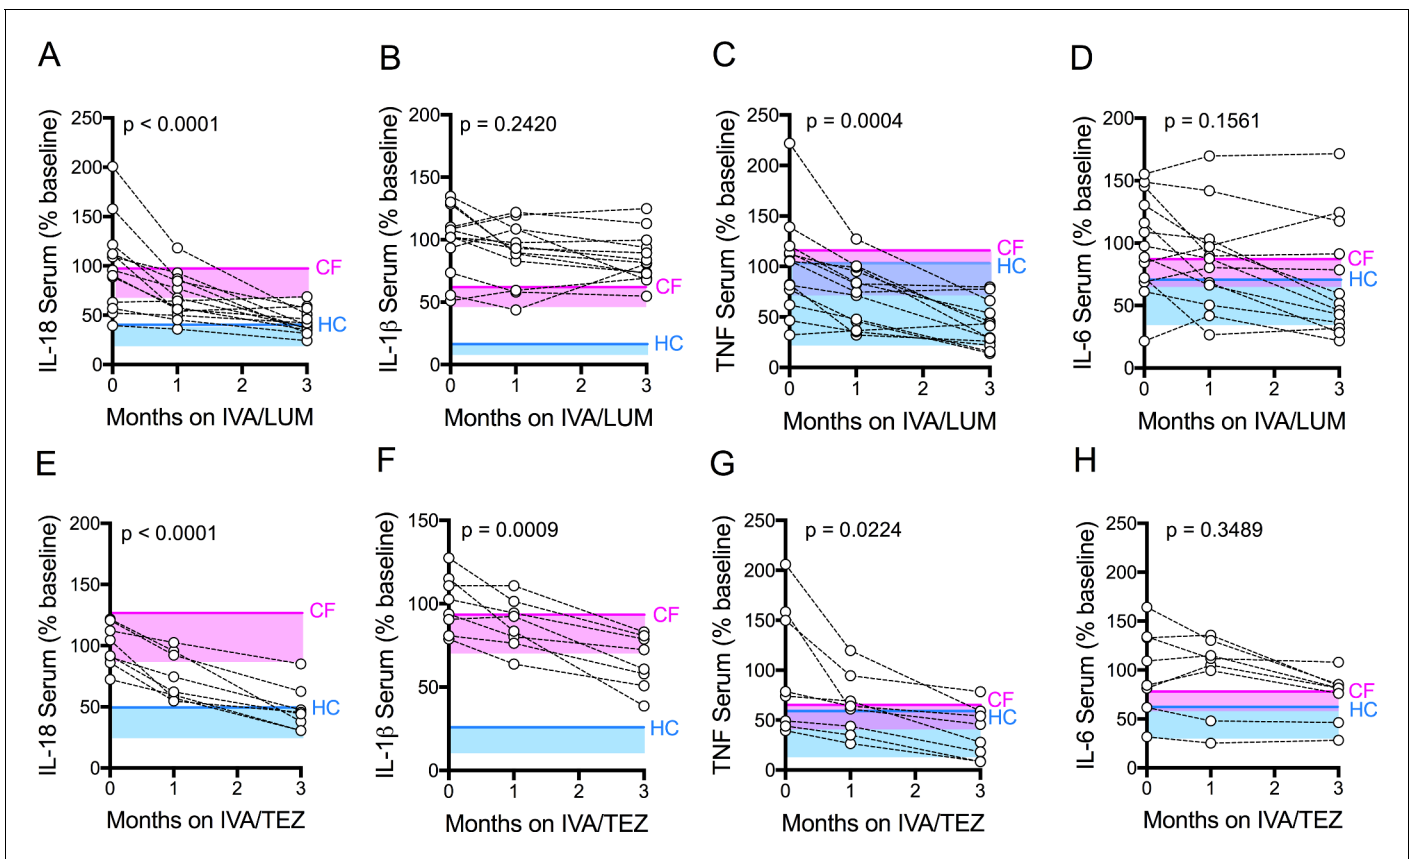 A
IL-18 Serum (% baseline)
250
200
150
100
50
0
p < 0.0001
CF
HC
0 1 2 3
Months on IVA/LUM
B
IL-1β Serum (% baseline)
200
150
100
50
0
p = 0.2420
CF
HC
0 1 2 3
Months on IVA/LUM
C
TNF Serum (% baseline)
250
200
150
100
50
0
p = 0.0004
CF
HC
0 1 2 3
Months on IVA/LUM
D
IL-6 Serum (% baseline)
200
150
100
50
0
p = 0.1561
CF
HC
0 1 2 3
Months on IVA/LUM
E
IL-18 Serum (% baseline)
200
150
100
50
0
p < 0.0001
CF
HC
0 1 2 3
Months on IVA/TEZ
F
IL-1β Serum (% baseline)
150
100
50
0
p = 0.0009
CF
HC
0 1 2 3
Months on IVA/TEZ
G
TNF Serum (% baseline)
250
200
150
100
50
0
p = 0.0224
CF
HC
0 1 2 3
Months on IVA/TEZ
H
IL-6 Serum (% baseline)
250
200
150
100
50
0
p = 0.3489
CF
HC
0 1 2 3
Months on IVA/TEZ